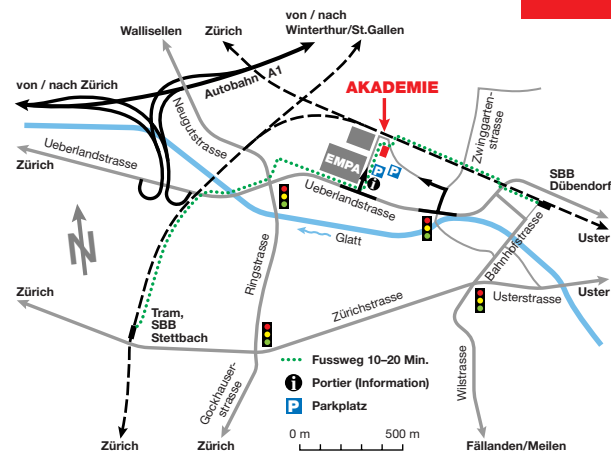 von / nach
Winterthur/St.Gallen
Wallisellen
Zürich
von / nach Zürich
Autobahn A1
AKADEMIE
Neugutstrasse
Zwinggarten-
strasse
EMPA
Ueberlandstrasse
Zürich
P P
i
Ueberlandstrasse
SBB
Dübendorf
Uster
N
Glatt
Bahnhofstrasse
Ringstrasse
Zürich
Zürichstrasse
Usterstrasse
Uster
Tram,
SBB
Stettbach
Gockhauser-
strasse
Wilstrasse
Fussweg 10–20 Min.
i Portier (Information)
P Parkplatz
0 m 500 m
Zürich
Zürich
Fällanden/Meilen